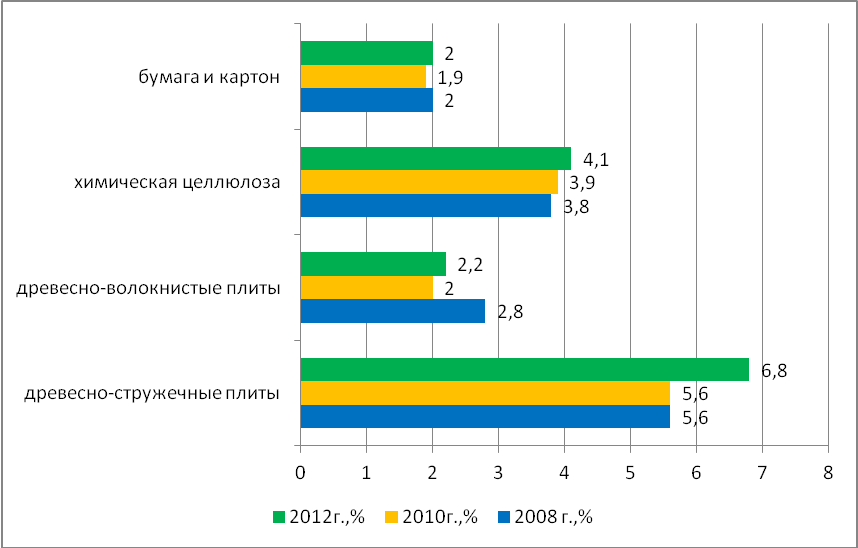 2
бумага и картон
1,9
2
4,1
химическая целлюлоза
3,9
3,8
2,2
древесно-волокнистые плиты
2
2,8
6,8
древесно-стружечные плиты
5,6
5,6
0 1 2 3 4 5 6 7 8
2012г.,% 2010г.,% 2008 г.,%